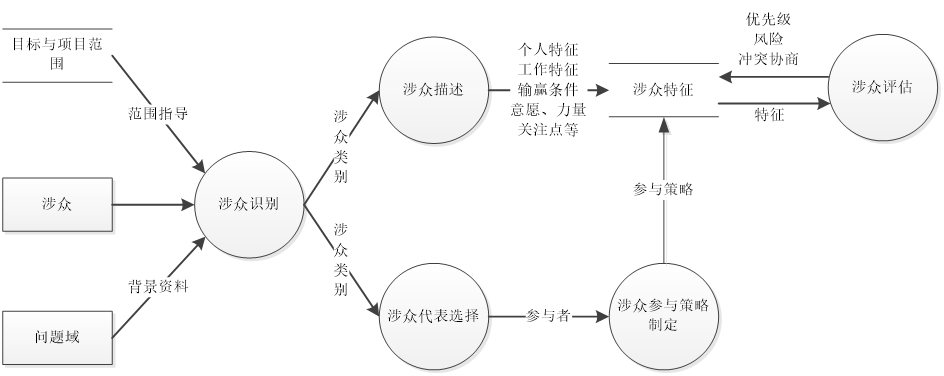 目标与项目范
围
范围指导
涉众
背景资料
问题域
涉众识别
涉
众
类
别
涉
众
类
别
涉众描述
涉众代表选择
个人特征
工作特征
输赢条件
意愿、力量
关注点等
参与者
涉众特征
参与策略
涉众参与策略
制定
优先级
风险
冲突协商
特征
涉众评估